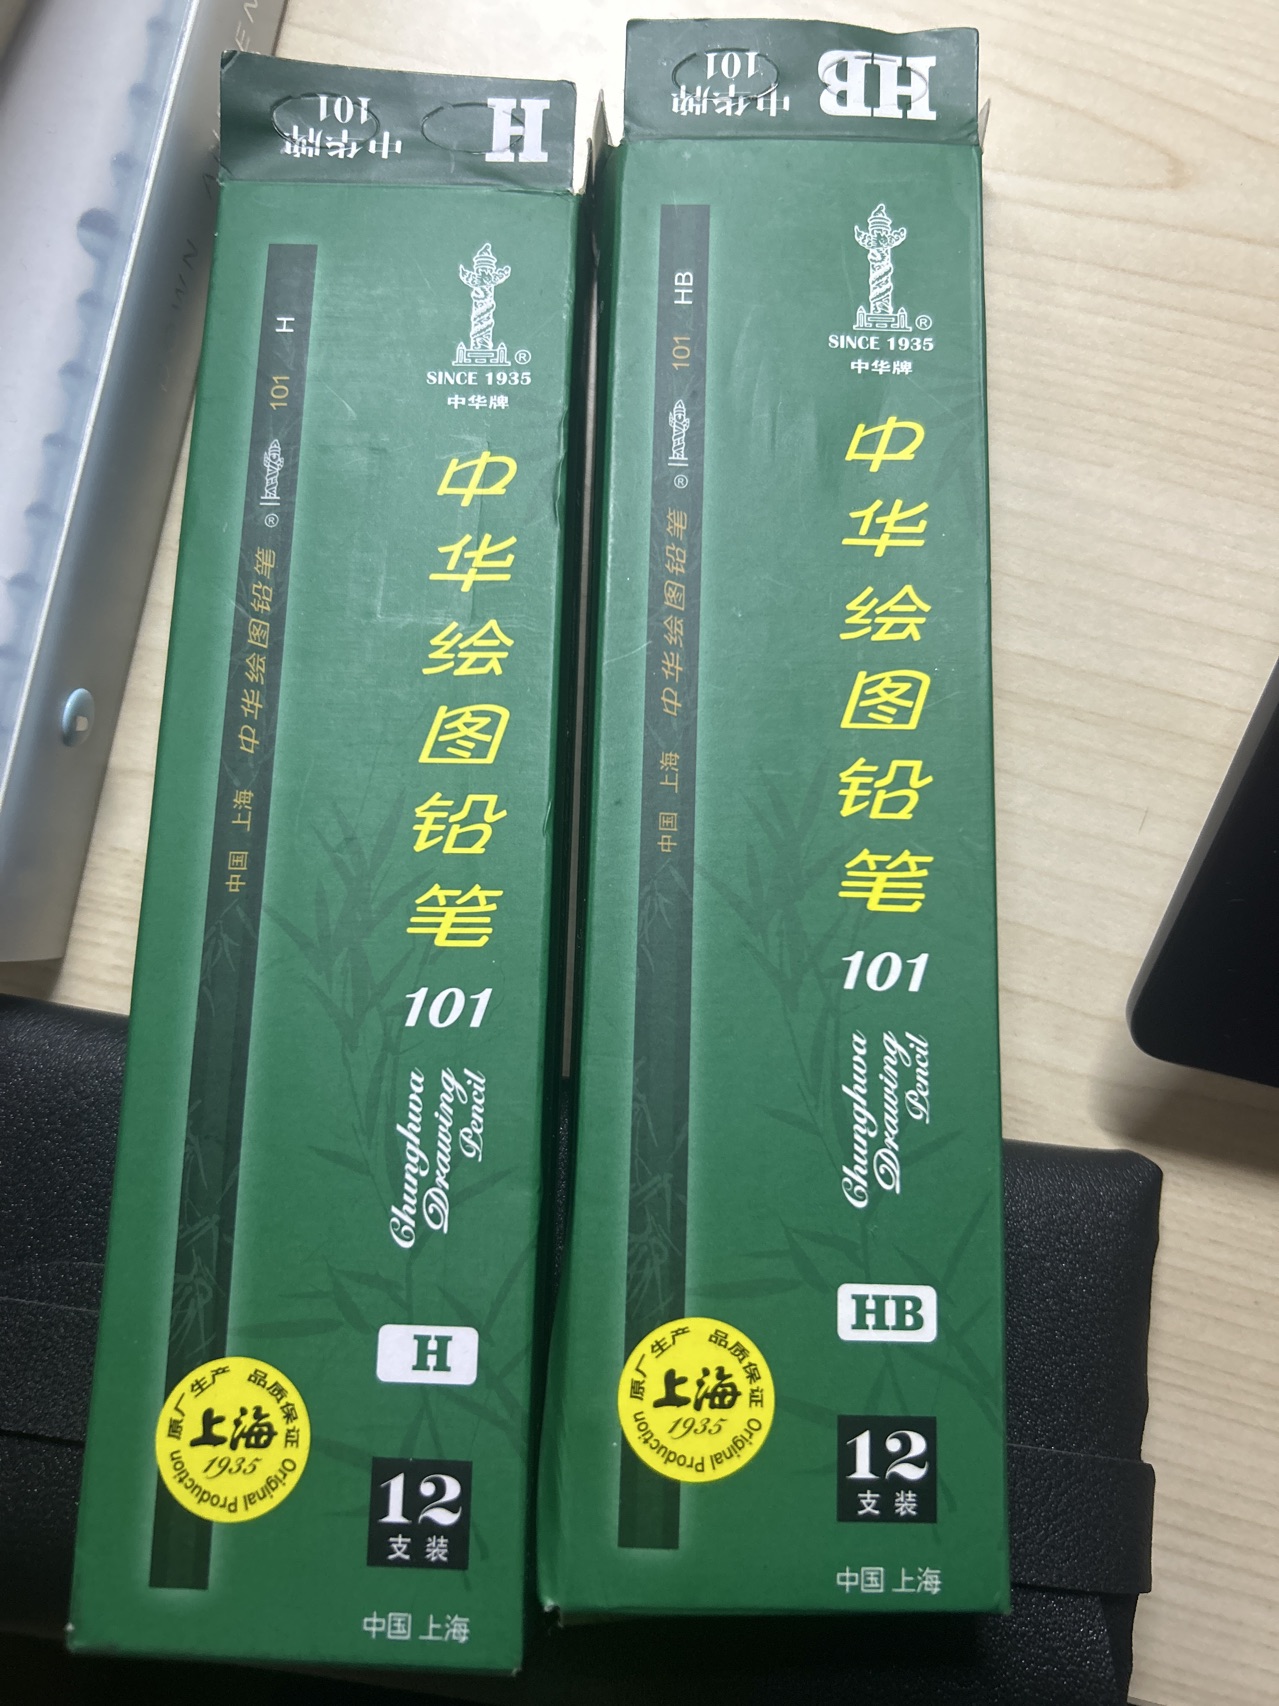 H
中华牌
101
H
101
®
中华绘图铅笔
中国 上海
®
SINCE 1935
中华牌
中华绘图铅笔
101
Chunghwa
Drawing
Pencil
H
原厂生产 品质保证
上海
1935
Original Production
12
支装
中国 上海
HB
中华牌
101
HB
101
®
中华绘图铅笔
中国 上海
®
SINCE 1935
中华牌
中华绘图铅笔
101
Chunghwa
Drawing
Pencil
HB
原厂生产 品质保证
上海
1935
Original Production
12
支装
中国 上海